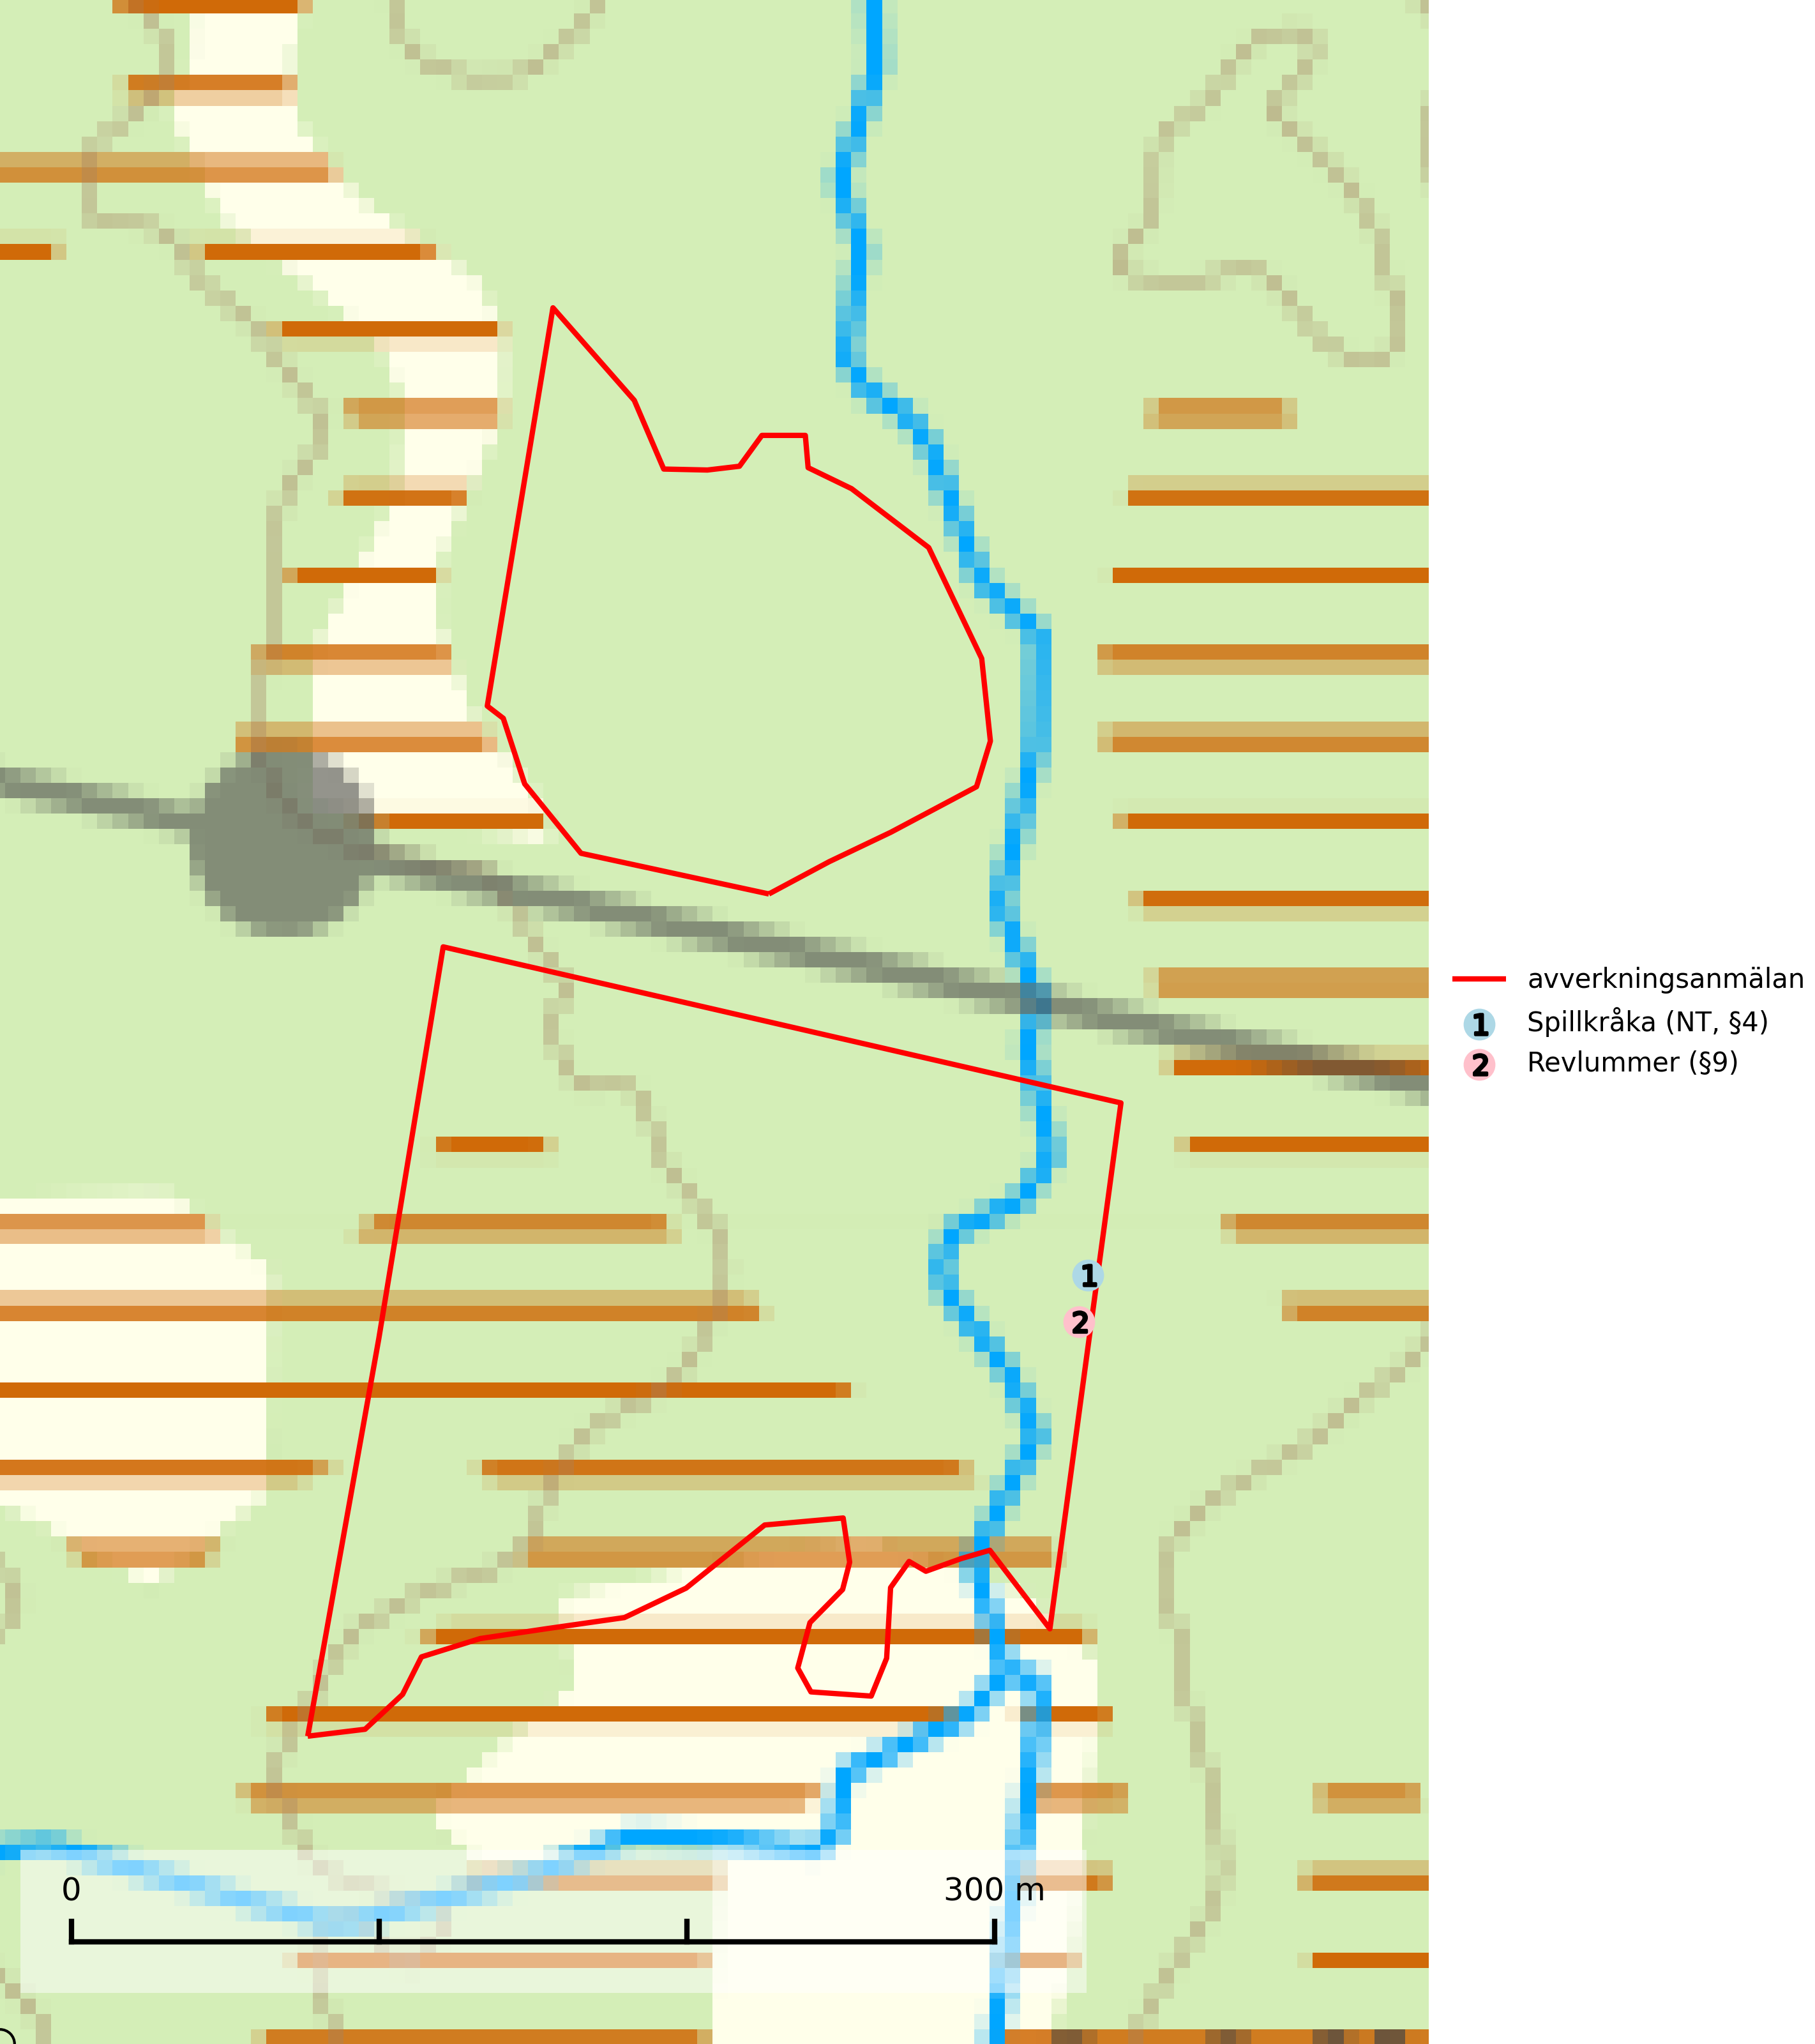 avverkningsanmälan
1 Spillkråka (NT, §4)
2 Revlummer (§9)
1
2
0 300 m